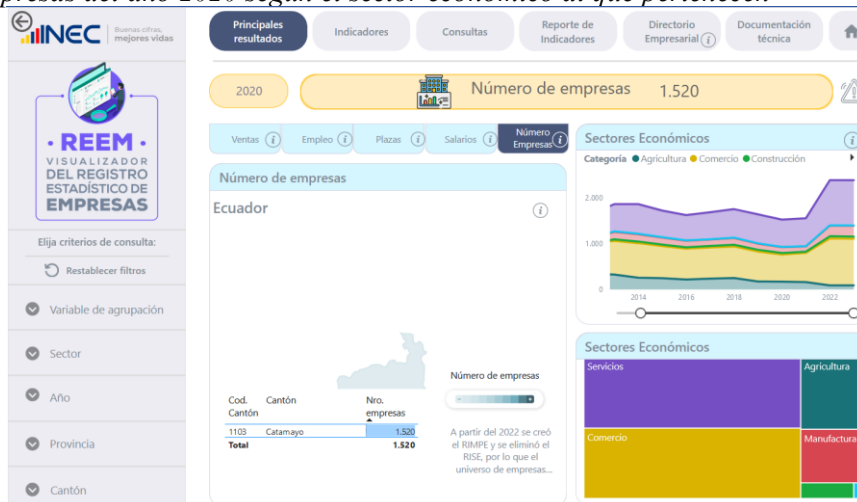 presas del año 2020 según el sector económico al que pertenecen
INEC
Buenas cifras,
mejores vidas
Principales
resultados
Indicadores
Consultas
Reporte de
Indicadores
Directorio
Empresarial
Documentación
técnica
2020
Número de empresas
1.520
· REEM ·
VISUALIZADOR
DEL REGISTRO
ESTADÍSTICO DE
EMPRESAS
Elija criterios de consulta:
Restablecer filtros
Variable de agrupación
Sector
Año
Provincia
Cantón
Ventas
Empleo
Plazas
Salarios
Número
Empresas
Número de empresas
Ecuador
Cod.
Cantón
Cantón
Nro.
empresas
1103 Catamayo 1.520
Total 1.520
Número de empresas
A partir del 2022 se creó
el RIMPE y se eliminó el
RISE, por lo que el
universo de empresas...
Sectores Económicos
Categoría Agricultura Comercio Construcción
2.000
1.000
0
2014 2016 2018 2020 2022
Sectores Económicos
Servicios
Agricultura
Comercio
Manufactura